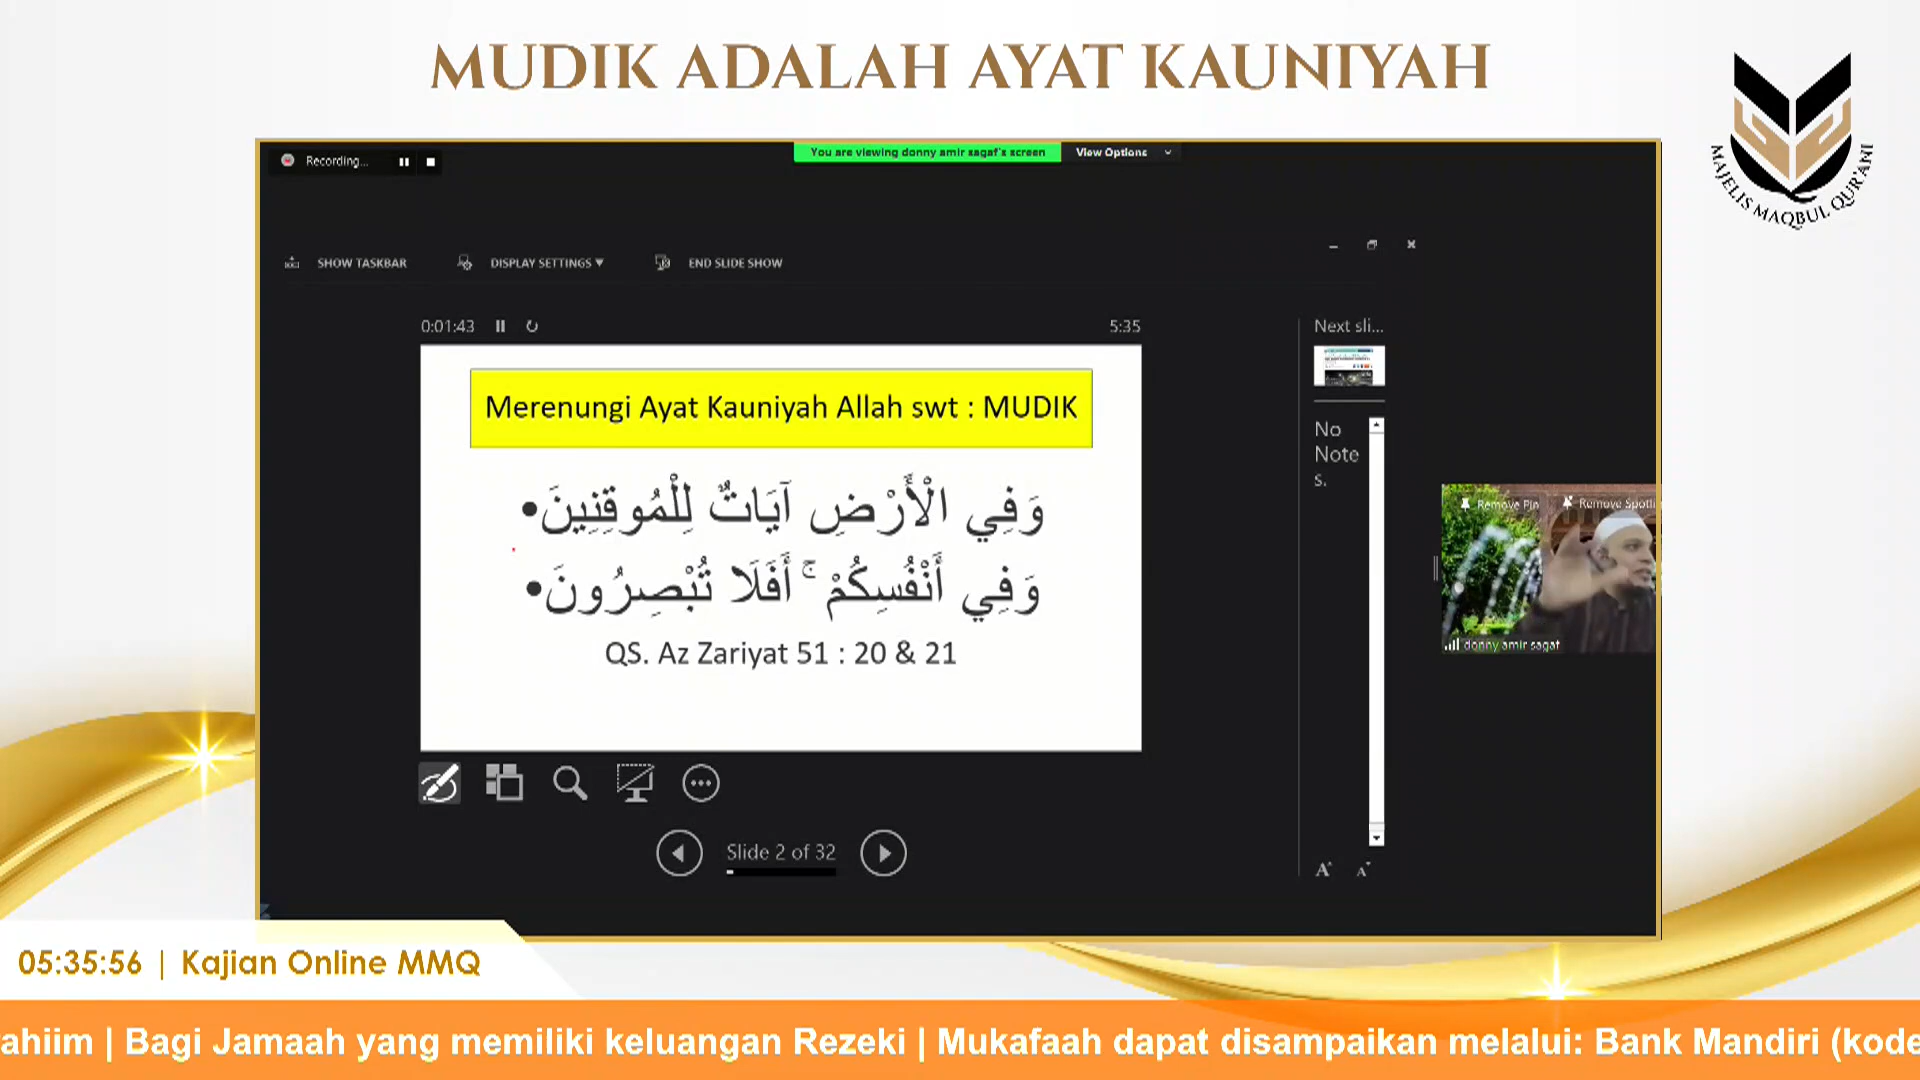 MUDIK ADALAH AYAT KAUNIYAH
MAJELIS MAQBUL QUR'ANI
Recording...
You are viewing donny amir sagaf's screen
View Options
SHOW TASKBAR
DISPLAY SETTINGS ▼
END SLIDE SHOW
0:01:43
5:35
Next sli...
Merenungi Ayat Kauniyah Allah swt : MUDIK
•وَفِي الْأَرْضِ آيَاتٌ لِلْمُوقِنِينَ
•وَفِي أَنْفُسِكُمْ ۚ أَفَلَا تُبْصِرُونَ
QS. Az Zariyat 51 : 20 & 21
No
Note
s.
Remove Pin
Remove Spotli
donny amir sagaf
Slide 2 of 32
A
A
05:35:56 | Kajian Online MMQ
ahiim | Bagi Jamaah yang memiliki keluangan Rezeki | Mukafaah dapat disampaikan melalui: Bank Mandiri (kode